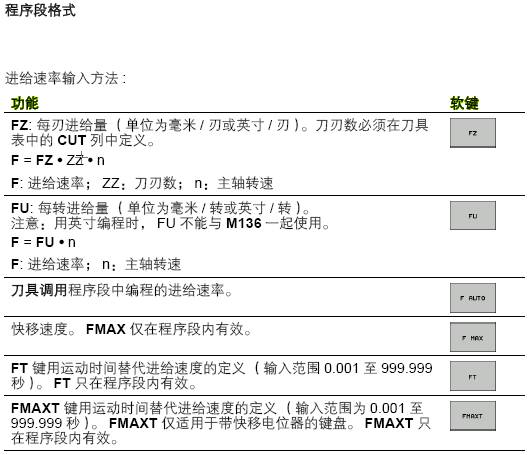 程序段格式
进给速率输入方法：
功能 软键
FZ: 每刃进给量 ( 单位为毫米 / 刃或英寸 / 刃 )。刀刃数必须在刀具 FZ
表中的 CUT 列中定义。
F = FZ • ZZ • n
F: 进给速率； ZZ：刀刃数； n：主轴转速
FU: 每转进给量 ( 单位为毫米 / 转或英寸 / 转 )。 FU
注意：用英寸编程时， FU 不能与 M136 一起使用。
F = FU • n
F: 进给速率； n：主轴转速
刀具调用程序段中编程的进给速率。 F AUTO
快移速度。 FMAX 仅在程序段内有效。 F MAX
FT 键用运动时间替代进给速度的定义 ( 输入范围 0.001 至 999.999 FT
秒 )。 FT 只在程序段内有效。
FMAXT 键用运动时间替代进给速度的定义 ( 输入范围为 0.001 至 FMAXT
999.999 秒 )。 FMAXT 仅适用于带快移电位器的键盘。 FMAXT 只
在程序段内有效。